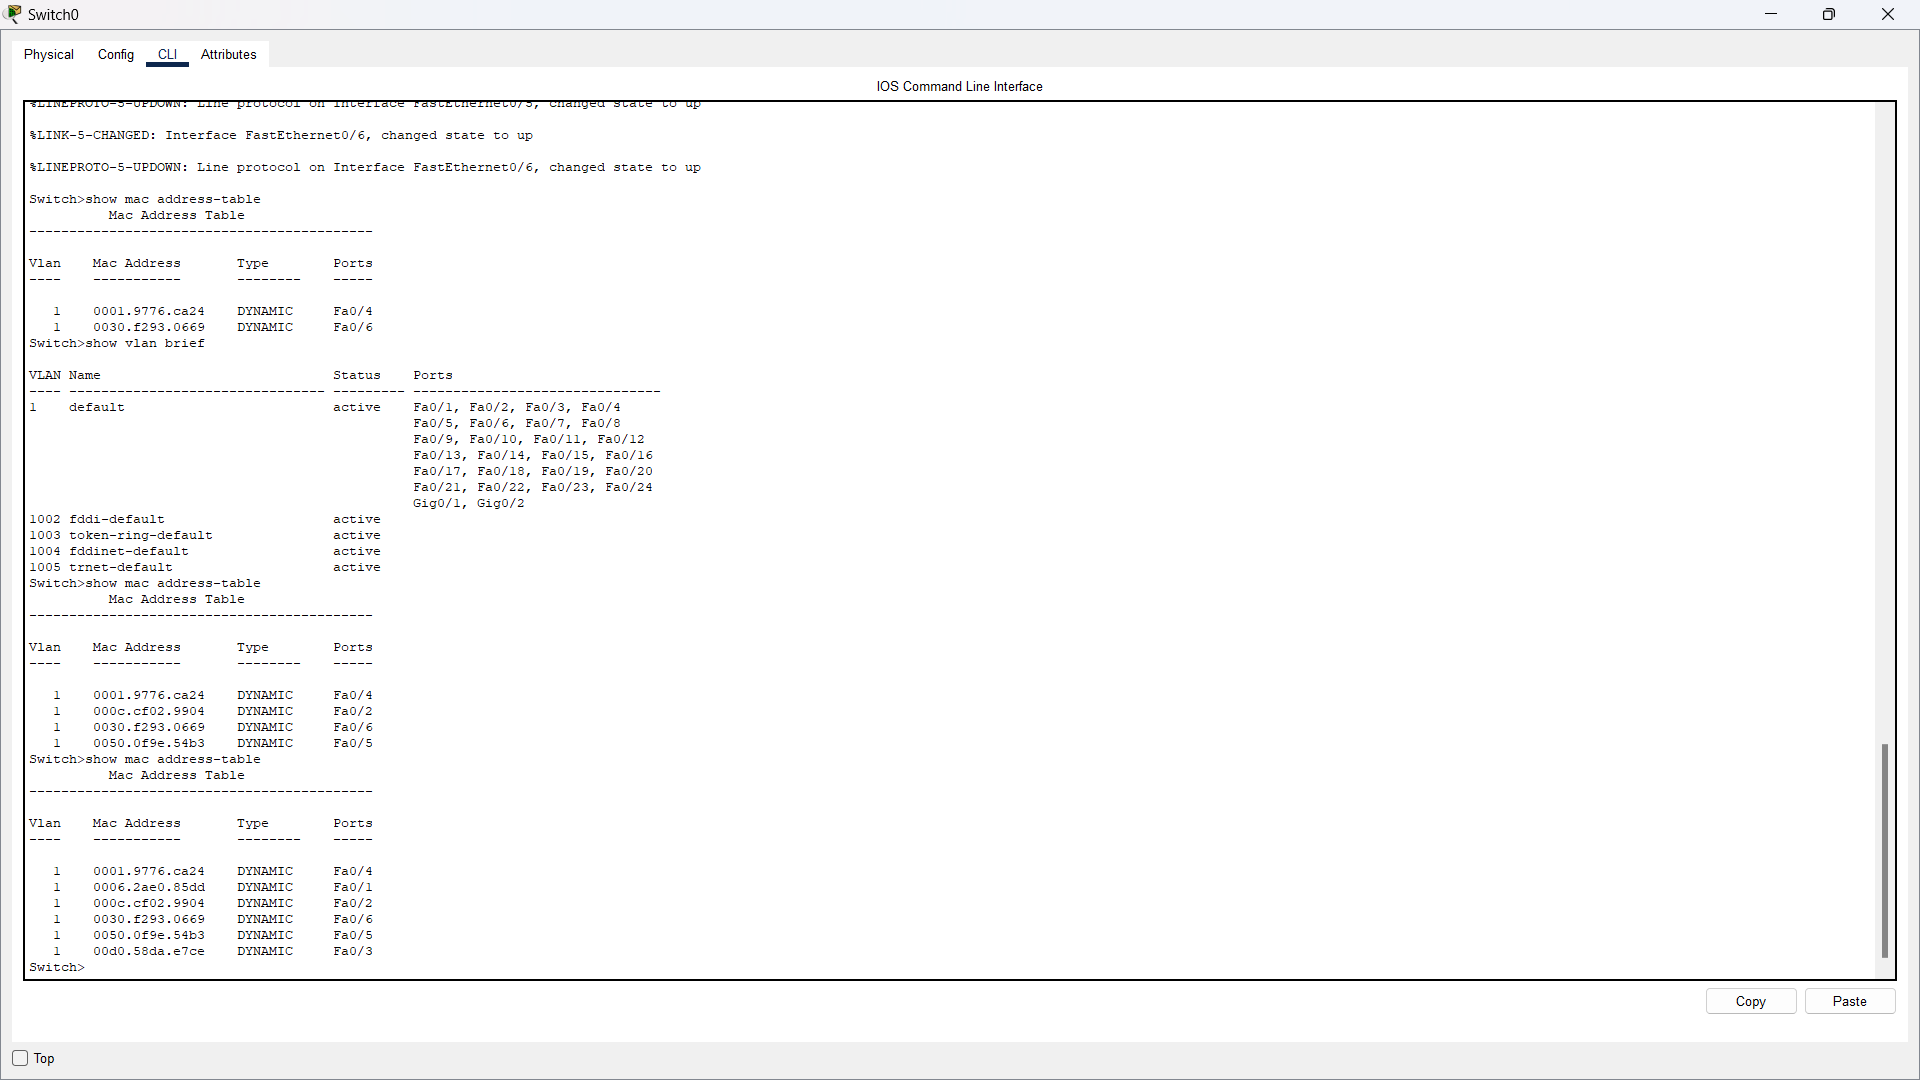 Switch0
Physical Config CLI Attributes
IOS Command Line Interface
%LINEPROTO-5-UPDOWN: Line protocol on Interface FastEthernet0/5, changed state to up
%LINK-5-CHANGED: Interface FastEthernet0/6, changed state to up
%LINEPROTO-5-UPDOWN: Line protocol on Interface FastEthernet0/6, changed state to up
Switch>show mac address-table
Mac Address Table
-------------------------------------------
Vlan Mac Address Type Ports
---- ----------- -------- -----
1 0001.9776.ca24 DYNAMIC Fa0/4
1 0030.f293.0669 DYNAMIC Fa0/6
Switch>show vlan brief
VLAN Name Status Ports
---- -------------------------------- --------- -------------------------------
1 default active Fa0/1, Fa0/2, Fa0/3, Fa0/4
Fa0/5, Fa0/6, Fa0/7, Fa0/8
Fa0/9, Fa0/10, Fa0/11, Fa0/12
Fa0/13, Fa0/14, Fa0/15, Fa0/16
Fa0/17, Fa0/18, Fa0/19, Fa0/20
Fa0/21, Fa0/22, Fa0/23, Fa0/24
Gig0/1, Gig0/2
1002 fddi-default active
1003 token-ring-default active
1004 fddinet-default active
1005 trnet-default active
Switch>show mac address-table
Mac Address Table
-------------------------------------------
Vlan Mac Address Type Ports
---- ----------- -------- -----
1 0001.9776.ca24 DYNAMIC Fa0/4
1 000c.cf02.9904 DYNAMIC Fa0/2
1 0030.f293.0669 DYNAMIC Fa0/6
1 0050.0f9e.54b3 DYNAMIC Fa0/5
Switch>show mac address-table
Mac Address Table
-------------------------------------------
Vlan Mac Address Type Ports
---- ----------- -------- -----
1 0001.9776.ca24 DYNAMIC Fa0/4
1 0006.2ae0.85dd DYNAMIC Fa0/1
1 000c.cf02.9904 DYNAMIC Fa0/2
1 0030.f293.0669 DYNAMIC Fa0/6
1 0050.0f9e.54b3 DYNAMIC Fa0/5
1 00d0.58da.e7ce DYNAMIC Fa0/3
Switch>
Copy Paste
Top